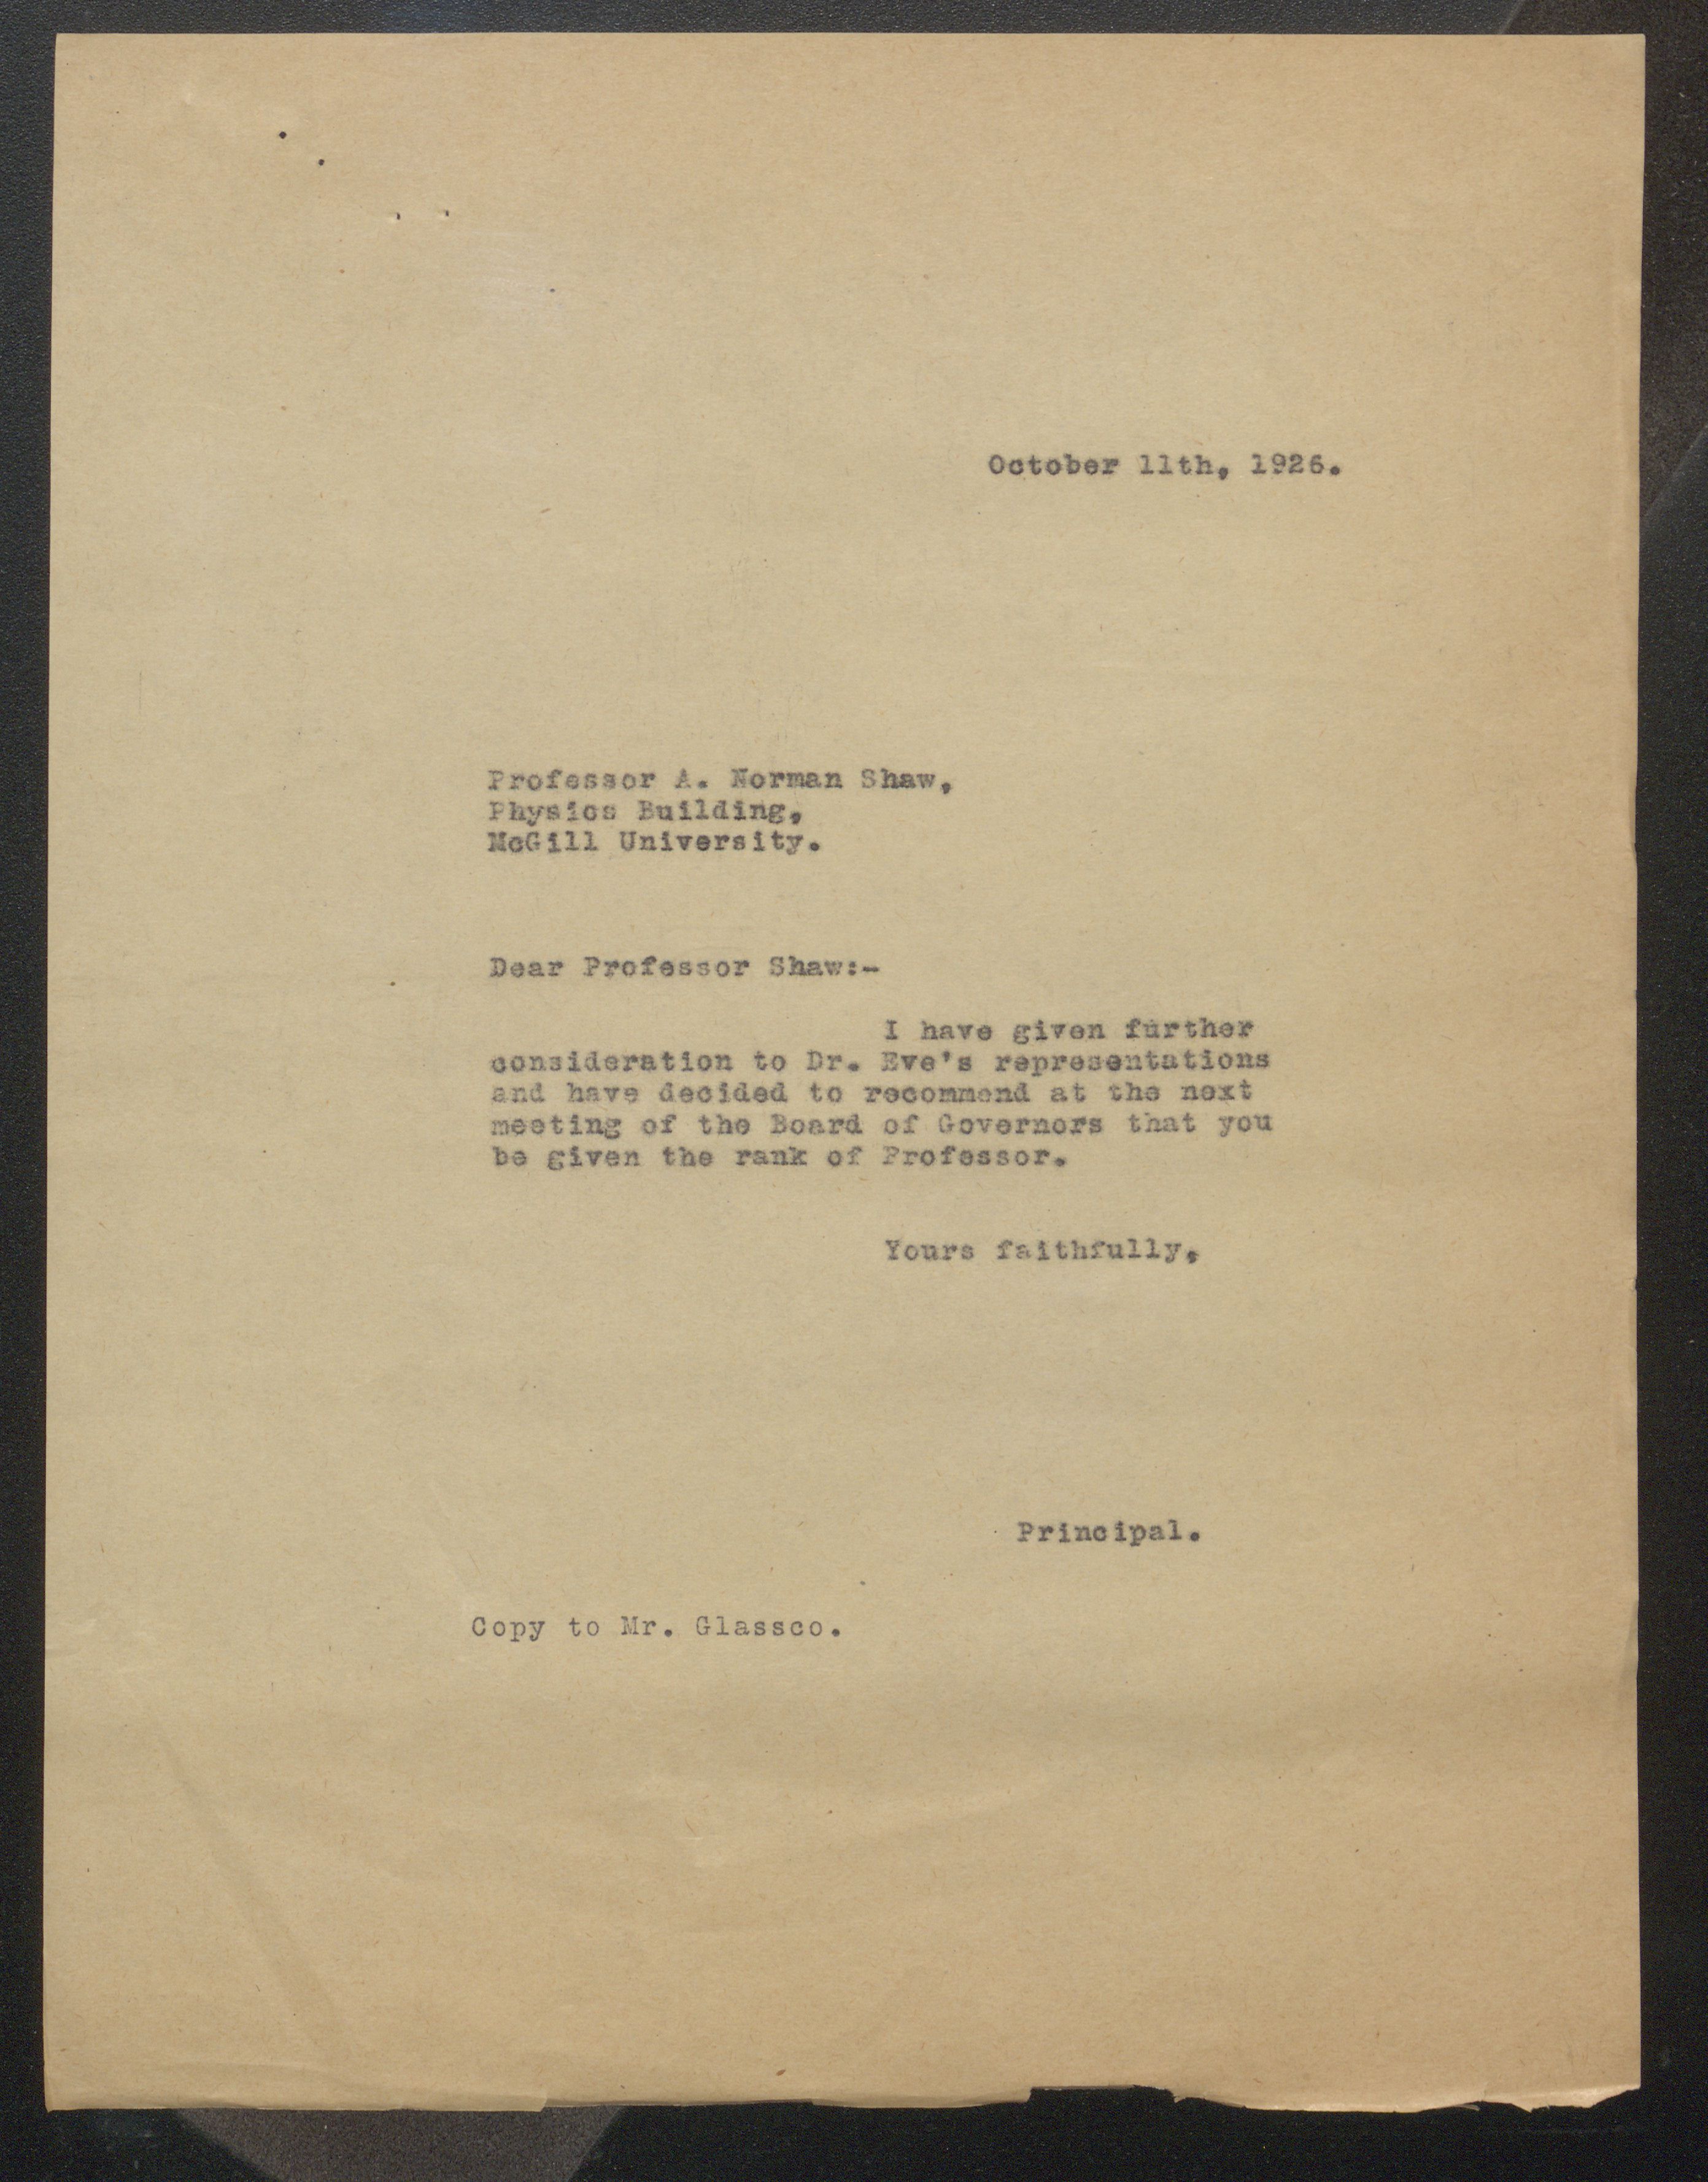 October 11th, 1926.
Professor A. Norman Shaw,
Physics Building,
McGill University.
Dear Professor Shaw:-
I have given further
consideration to Dr. Eve's representations
and have decided to recommend at the next
meeting of the Board of Governors that you
be given the rank of Professor.
Yours faithfully,
Principal.
Copy to Mr. Glassco.